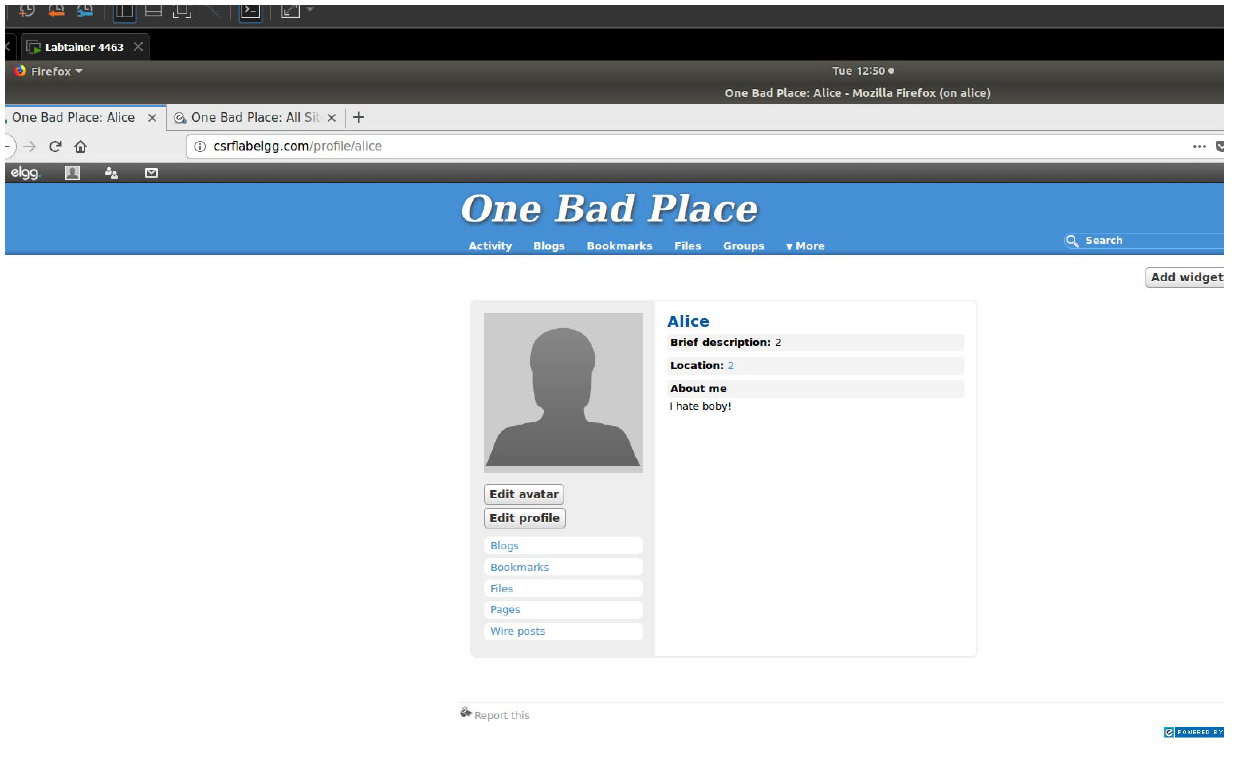 Labtainer 4463
Firefox
Tue 12:50
One Bad Place: Alice - Mozilla Firefox (on alice)
One Bad Place: Alice
One Bad Place: All Sit
csrflabelgg.com/profile/alice
elgg
One Bad Place
Activity Blogs Bookmarks Files Groups More
Search
Add widget
Alice
Brief description: 2
Location: 2
About me
I hate boby!
Edit avatar
Edit profile
Blogs
Bookmarks
Files
Pages
Wire posts
Report this
POWERED BY